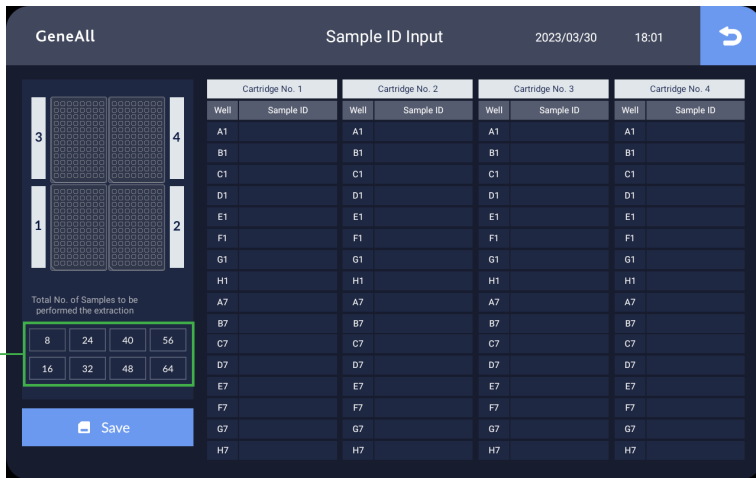 GeneAll Sample ID Input 2023/03/30 18:01
3 4
1 2
Total No. of Samples to be
performed the extraction
8 24 40 56
16 32 48 64
Save
Cartridge No. 1 Cartridge No. 2 Cartridge No. 3 Cartridge No. 4
Well Sample ID Well Sample ID Well Sample ID Well Sample ID
A1 A1 A1 A1
B1 B1 B1 B1
C1 C1 C1 C1
D1 D1 D1 D1
E1 E1 E1 E1
F1 F1 F1 F1
G1 G1 G1 G1
H1 H1 H1 H1
A7 A7 A7 A7
B7 B7 B7 B7
C7 C7 C7 C7
D7 D7 D7 D7
E7 E7 E7 E7
F7 F7 F7 F7
G7 G7 G7 G7
H7 H7 H7 H7